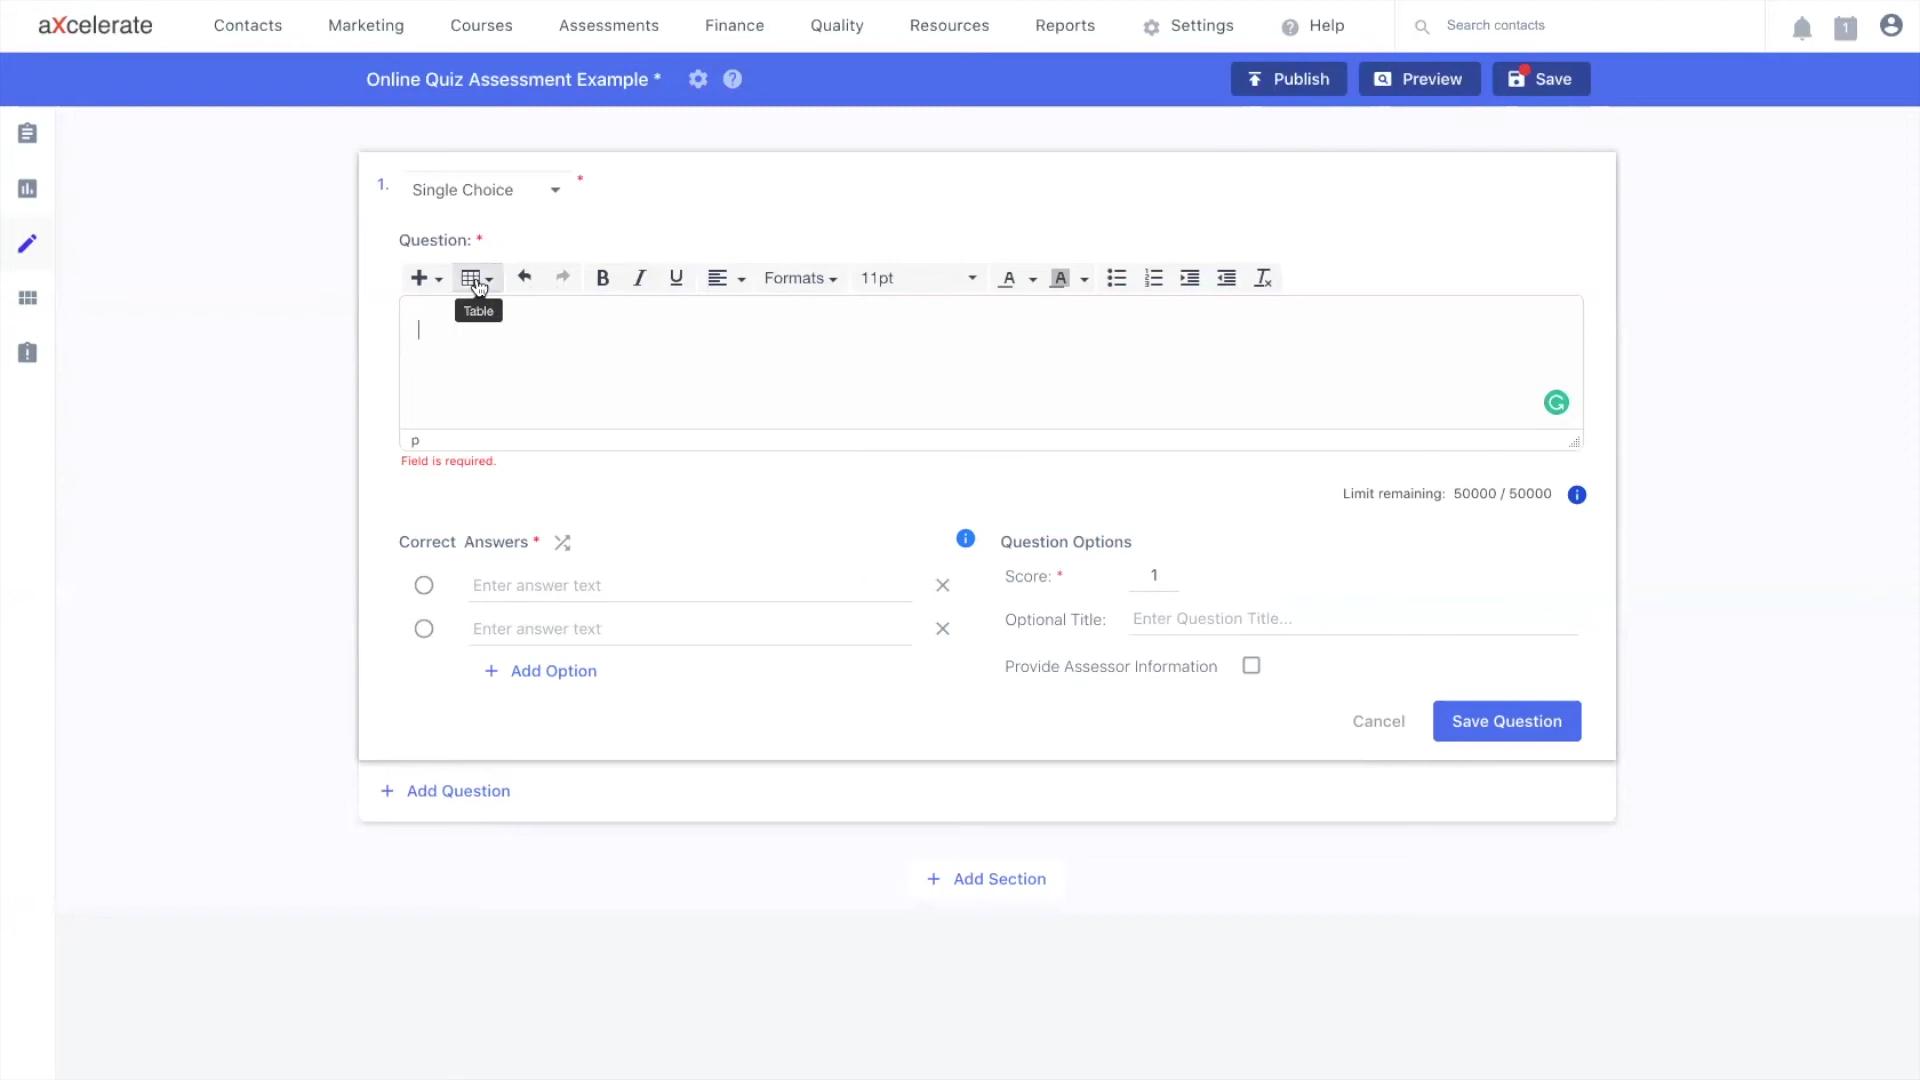 aXcelerate Contacts Marketing Courses Assessments Finance Quality Resources Reports Settings Help Search contacts 1
Online Quiz Assessment Example * Publish Preview Save
1. Single Choice *
Question: *
B I U Formats 11pt A A
Table
p
Field is required.
Limit remaining: 50000 / 50000
Correct Answers * Question Options
Score: * 1
Enter answer text
Optional Title: Enter Question Title...
Enter answer text
Provide Assessor Information
+ Add Option
Cancel Save Question
+ Add Question
+ Add Section